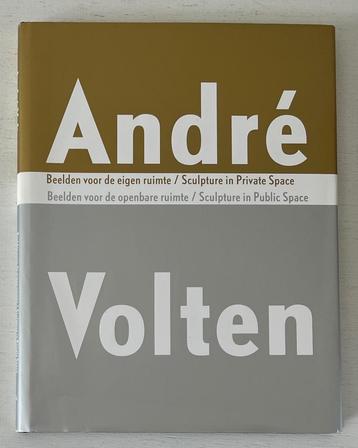 André
Beelden voor de eigen ruimte / Sculpture in Private Space
Beelden voor de openbare ruimte / Sculpture in Public Space
Volten